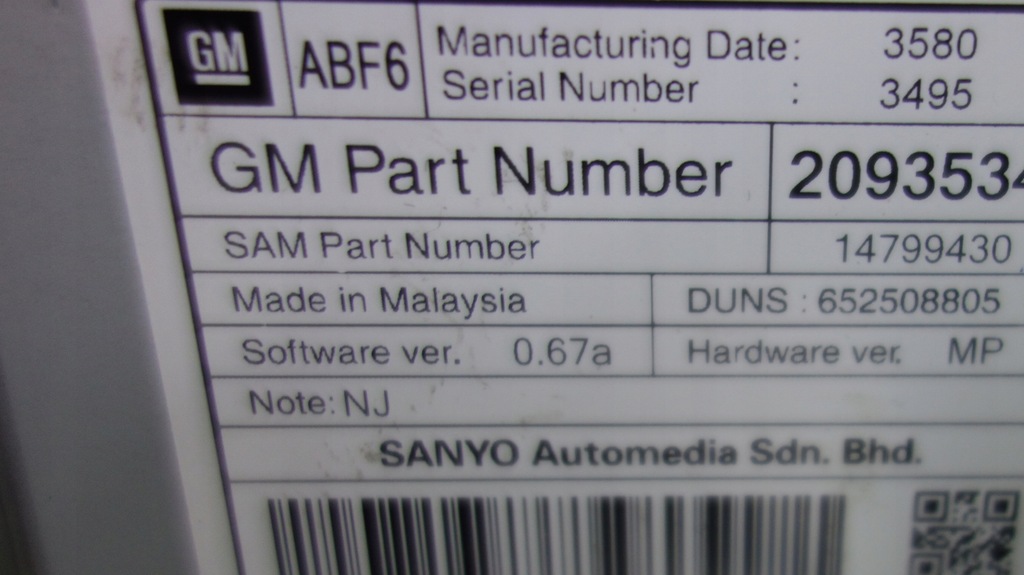 GM ABF6 Manufacturing Date: 3580
Serial Number : 3495
GM Part Number 2093534
SAM Part Number 14799430
Made in Malaysia DUNS : 652508805
Software ver. 0.67a Hardware ver. MP
Note: NJ
SANYO Automedia Sdn. Bhd.